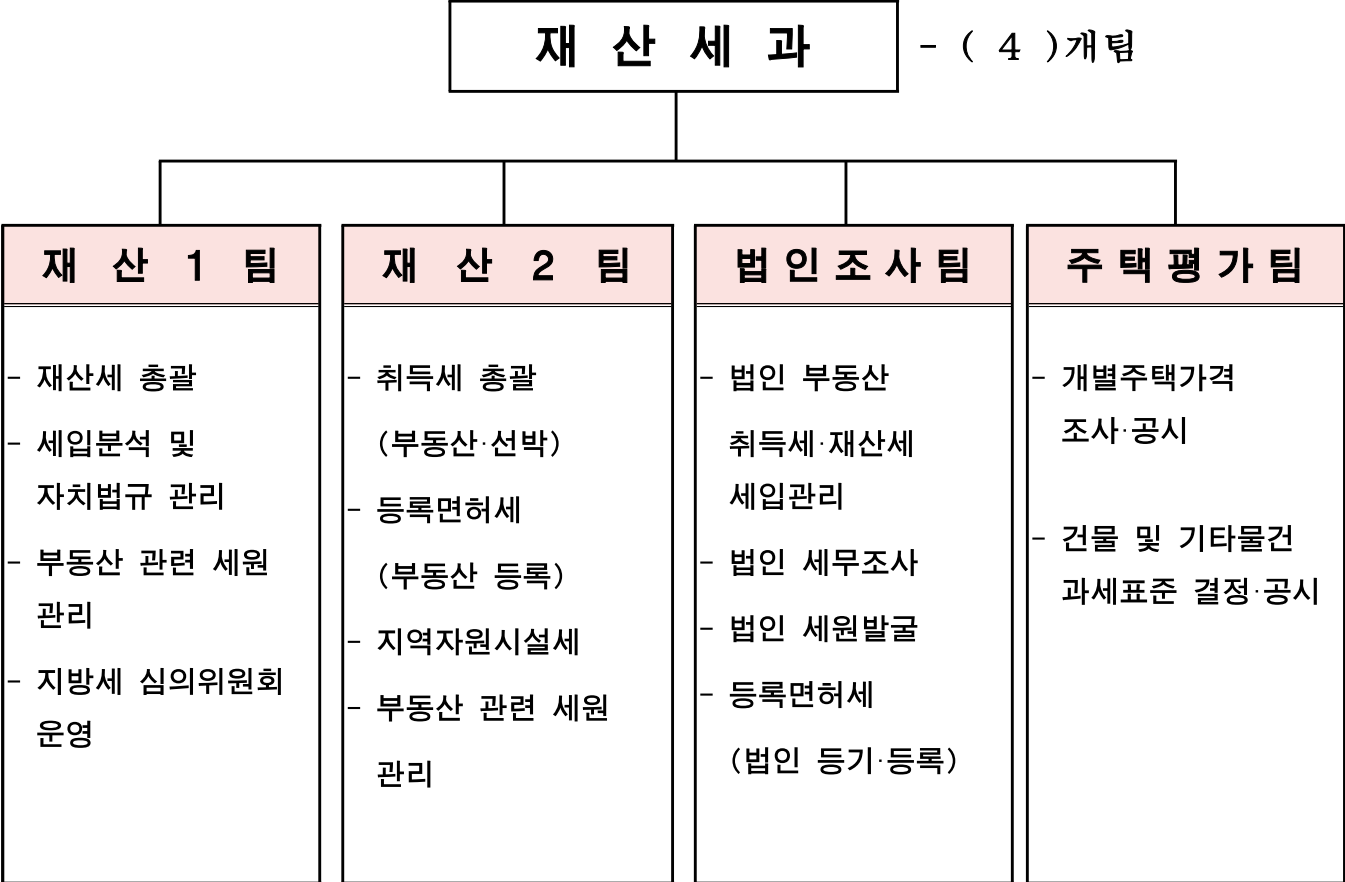 재 산 세 과 - ( 4 )개팀
재 산 1 팀
- 재산세 총괄
- 세입분석 및
자치법규 관리
- 부동산 관련 세원
관리
- 지방세 심의위원회
운영
재 산 2 팀
- 취득세 총괄
(부동산·선박)
- 등록면허세
(부동산 등록)
- 지역자원시설세
- 부동산 관련 세원
관리
법인조사팀
- 법인 부동산
취득세·재산세
세입관리
- 법인 세무조사
- 법인 세원발굴
- 등록면허세
(법인 등기·등록)
주택평가팀
- 개별주택가격
조사·공시
- 건물 및 기타물건
과세표준 결정·공시